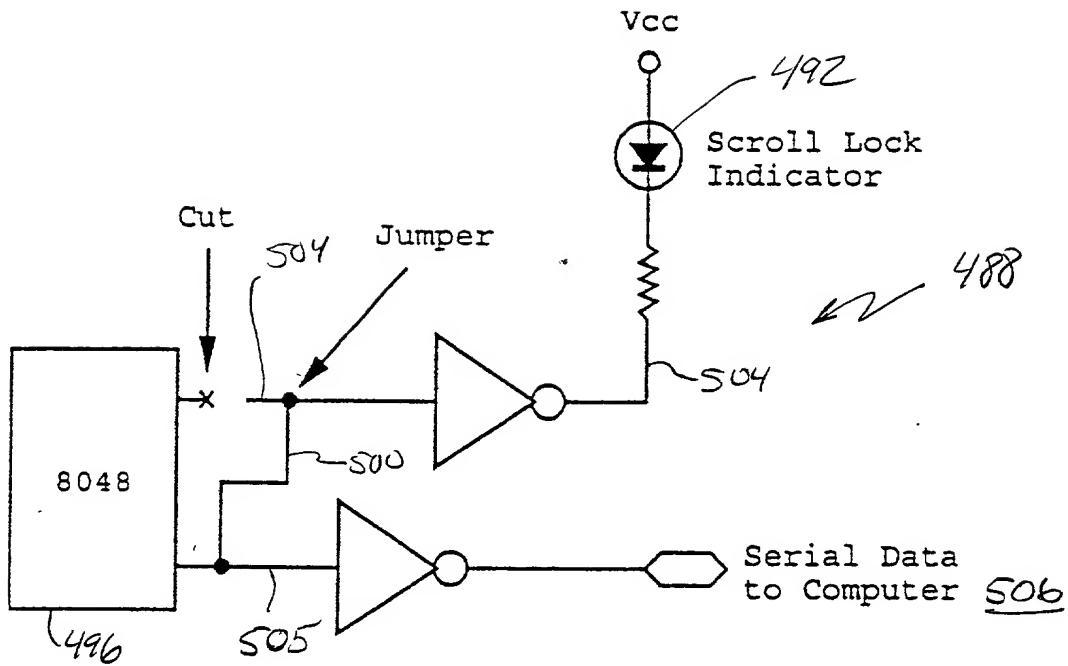 Vcc
492
Scroll Lock
Indicator
Cut
504
Jumper
488
504
500
8048
Serial Data
to Computer 506
496
505